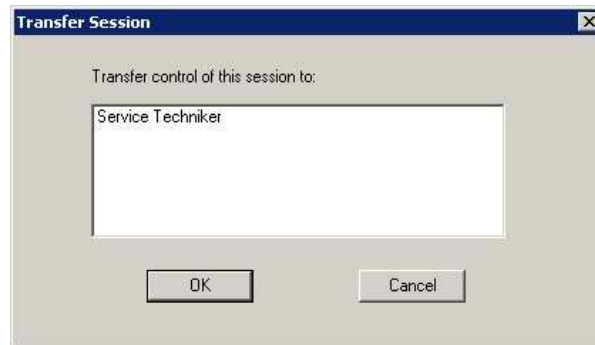 Transfer Session
Transfer control of this session to:
Service Techniker
OK
Cancel